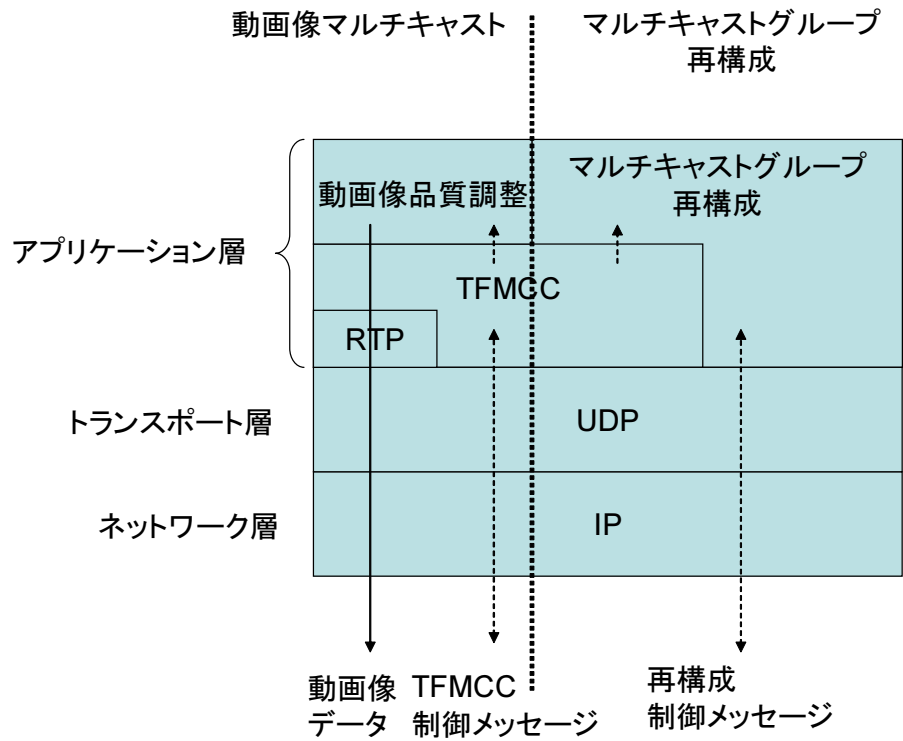 動画像マルチキャスト
マルチキャストグループ
再構成
アプリケーション層
動画像品質調整
マルチキャストグループ
再構成
TFMCC
RTP
トランスポート層
UDP
ネットワーク層
IP
動画像
データ
TFMCC
制御メッセージ
再構成
制御メッセージ